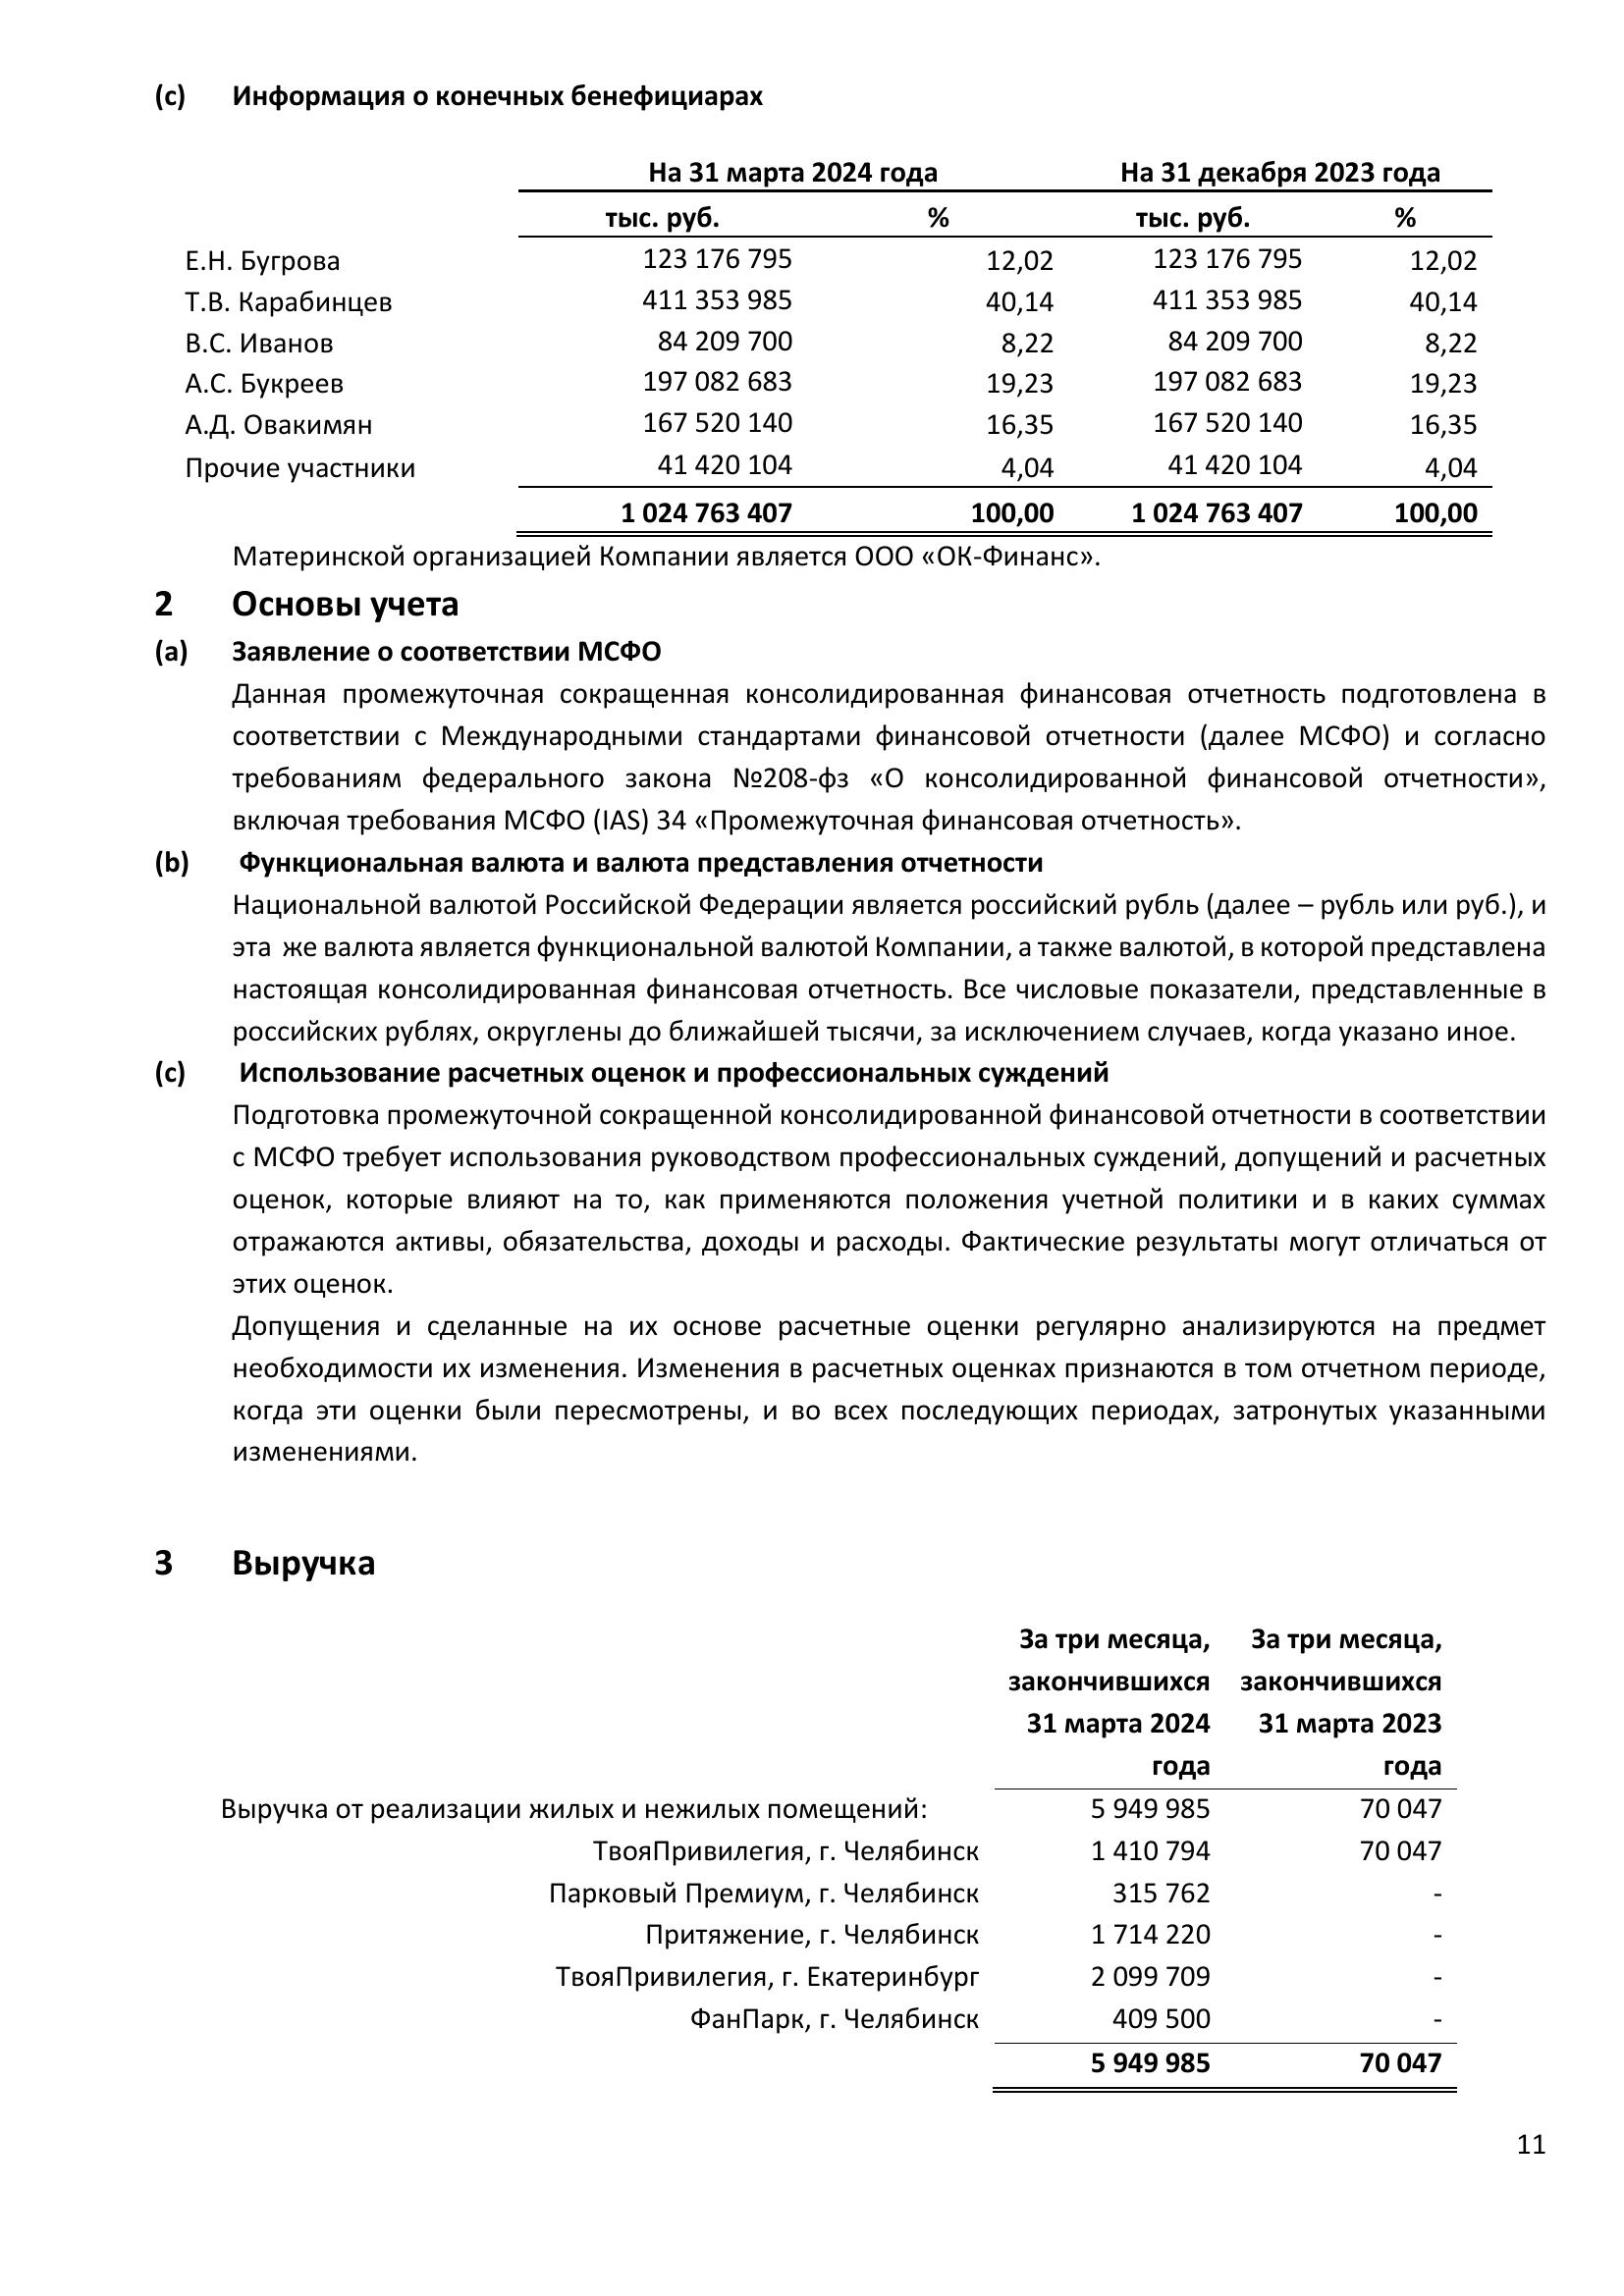 (c) Информация о конечных бенефициарах
На 31 марта 2024 года На 31 декабря 2023 года
тыс. руб. % тыс. руб. %
Е.Н. Бугрова 123 176 795 12,02 123 176 795 12,02
Т.В. Карабинцев 411 353 985 40,14 411 353 985 40,14
В.С. Иванов 84 209 700 8,22 84 209 700 8,22
А.С. Букреев 197 082 683 19,23 197 082 683 19,23
А.Д. Овакимян 167 520 140 16,35 167 520 140 16,35
Прочие участники 41 420 104 4,04 41 420 104 4,04
1 024 763 407 100,00 1 024 763 407 100,00
Материнской организацией Компании является ООО «ОК-Финанс».
2 Основы учета
(a) Заявление о соответствии МСФО
Данная промежуточная сокращенная консолидированная финансовая отчетность подготовлена в
соответствии с Международными стандартами финансовой отчетности (далее МСФО) и согласно
требованиям федерального закона №208-фз «О консолидированной финансовой отчетности»,
включая требования МСФО (IAS) 34 «Промежуточная финансовая отчетность».
(b) Функциональная валюта и валюта представления отчетности
Национальной валютой Российской Федерации является российский рубль (далее – рубль или руб.), и
эта же валюта является функциональной валютой Компании, а также валютой, в которой представлена
настоящая консолидированная финансовая отчетность. Все числовые показатели, представленные в
российских рублях, округлены до ближайшей тысячи, за исключением случаев, когда указано иное.
(c) Использование расчетных оценок и профессиональных суждений
Подготовка промежуточной сокращенной консолидированной финансовой отчетности в соответствии
с МСФО требует использования руководством профессиональных суждений, допущений и расчетных
оценок, которые влияют на то, как применяются положения учетной политики и в каких суммах
отражаются активы, обязательства, доходы и расходы. Фактические результаты могут отличаться от
этих оценок.
Допущения и сделанные на их основе расчетные оценки регулярно анализируются на предмет
необходимости их изменения. Изменения в расчетных оценках признаются в том отчетном периоде,
когда эти оценки были пересмотрены, и во всех последующих периодах, затронутых указанными
изменениями.
3 Выручка
За три месяца, За три месяца,
закончившихся закончившихся
31 марта 2024 31 марта 2023
года года
Выручка от реализации жилых и нежилых помещений: 5 949 985 70 047
ТвояПривилегия, г. Челябинск 1 410 794 70 047
Парковый Премиум, г. Челябинск 315 762 -
Притяжение, г. Челябинск 1 714 220 -
ТвояПривилегия, г. Екатеринбург 2 099 709 -
ФанПарк, г. Челябинск 409 500 -
5 949 985 70 047
11